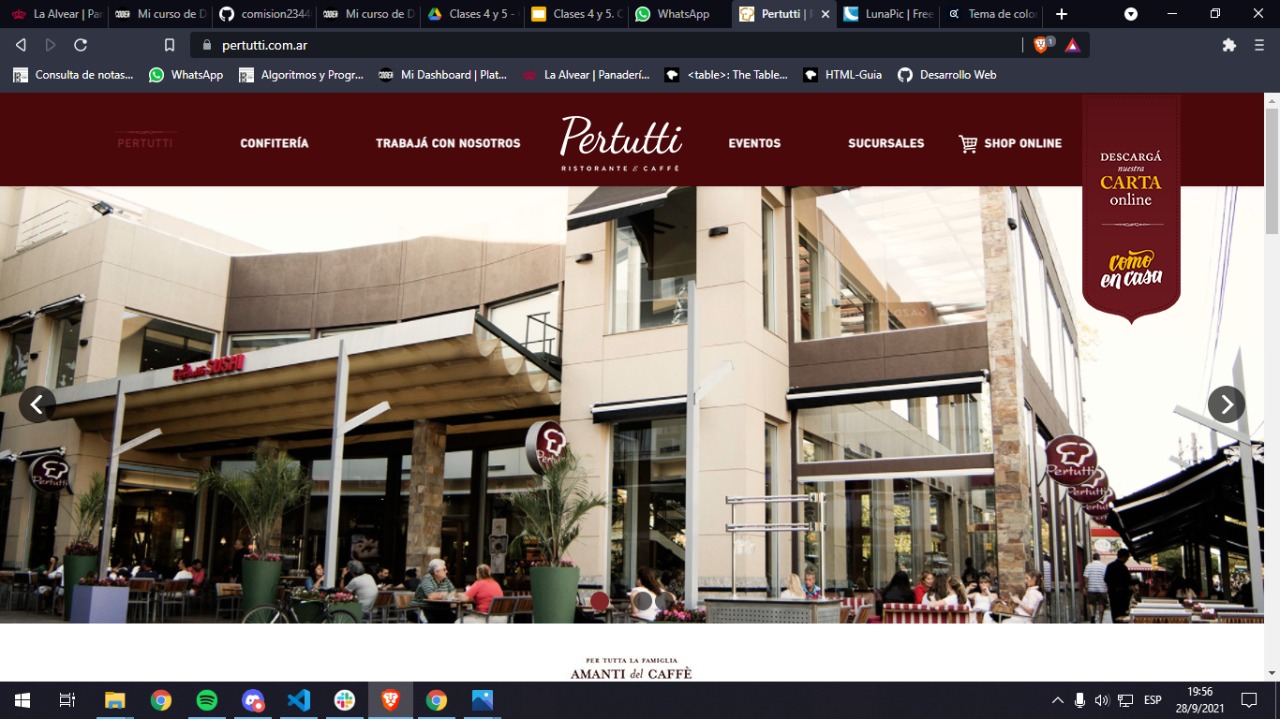 La Alvear | Par
Mi curso de D
comision2344
Mi curso de D
Clases 4 y 5 -
Clases 4 y 5. C
WhatsApp
Pertutti |
LunaPic | Free
Tema de color
pertutti.com.ar
1
Consulta de notas...
WhatsApp
Algoritmos y Progr...
Mi Dashboard | Plat...
La Alvear | Panaderí...
<table>: The Table...
HTML-Guia
Desarrollo Web
PERTUTTI
CONFITERÍA
TRABAJÁ CON NOSOTROS
Pertutti
RISTORANTE & CAFFÈ
EVENTOS
SUCURSALES
SHOP ONLINE
DESCARGÁ
nuestra
CARTA
online
como
en casa
SUSHI
Pertutti
Pertutti
Pertutti
PER TUTTA LA FAMIGLIA
AMANTI del CAFFÈ
ESP
19:56
28/9/2021